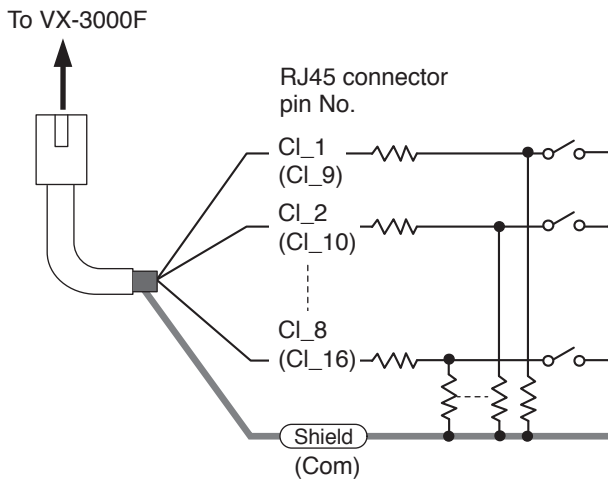 To VX-3000F
RJ45 connector
pin No.
CI_1
(CI_9)
CI_2
(CI_10)
CI_8
(CI_16)
Shield
(Com)